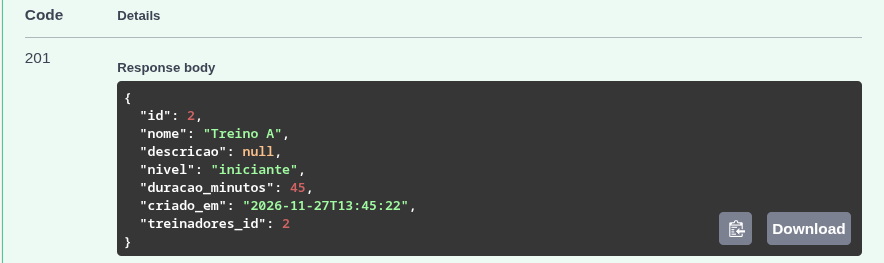 Code Details
201
Response body
{
  "id": 2,
  "nome": "Treino A",
  "descricao": null,
  "nivel": "iniciante",
  "duracao_minutos": 45,
  "criado_em": "2026-11-27T13:45:22",
  "treinadores_id": 2
}
Download